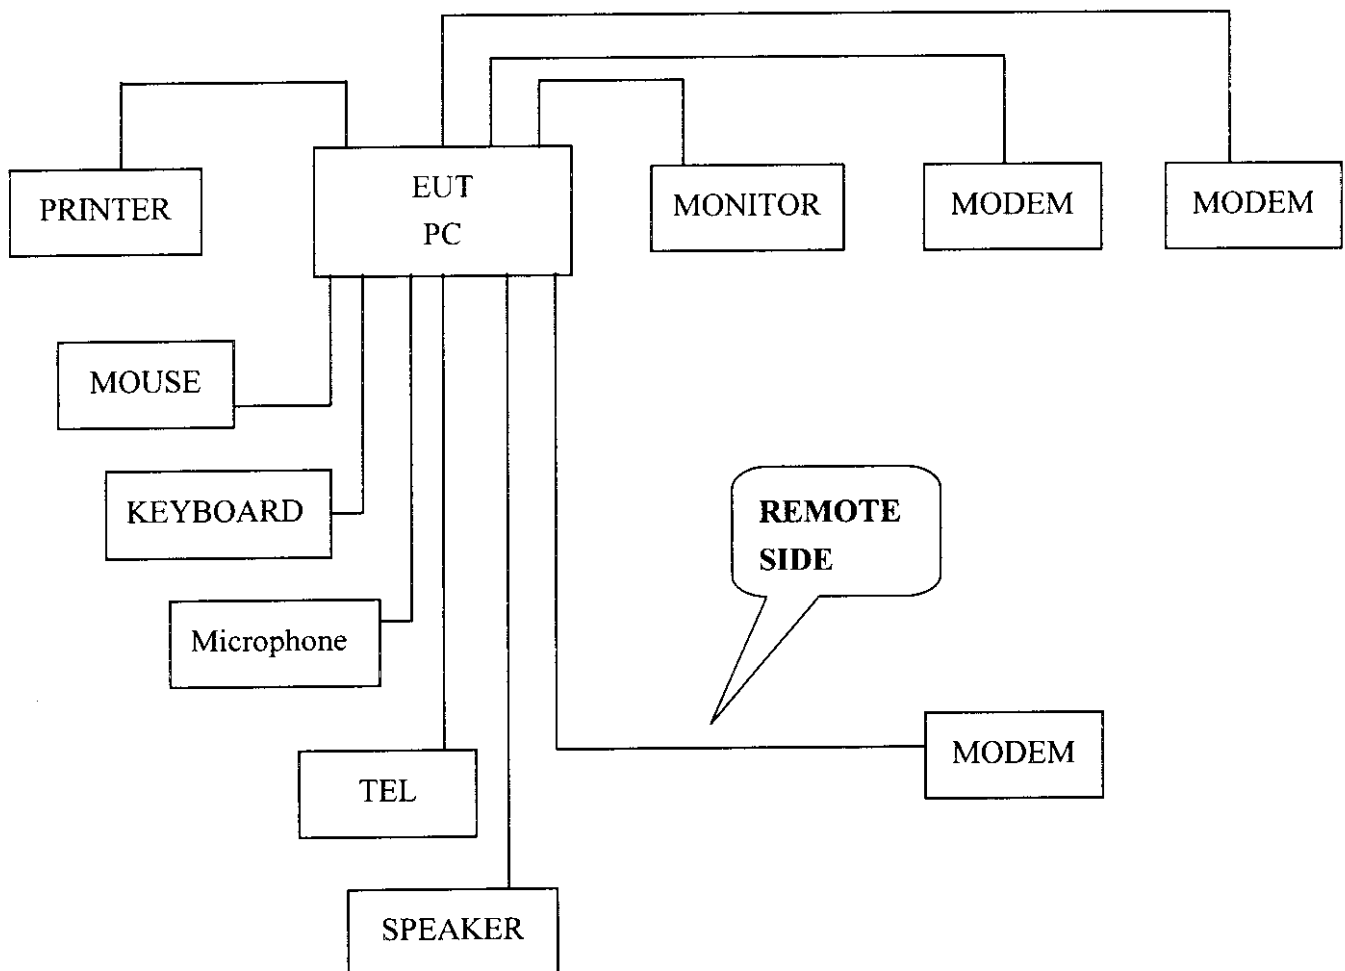 EUT
PC
PRINTER
MONITOR
MODEM
MODEM
MOUSE
KEYBOARD
REMOTE
SIDE
Microphone
MODEM
TEL
SPEAKER